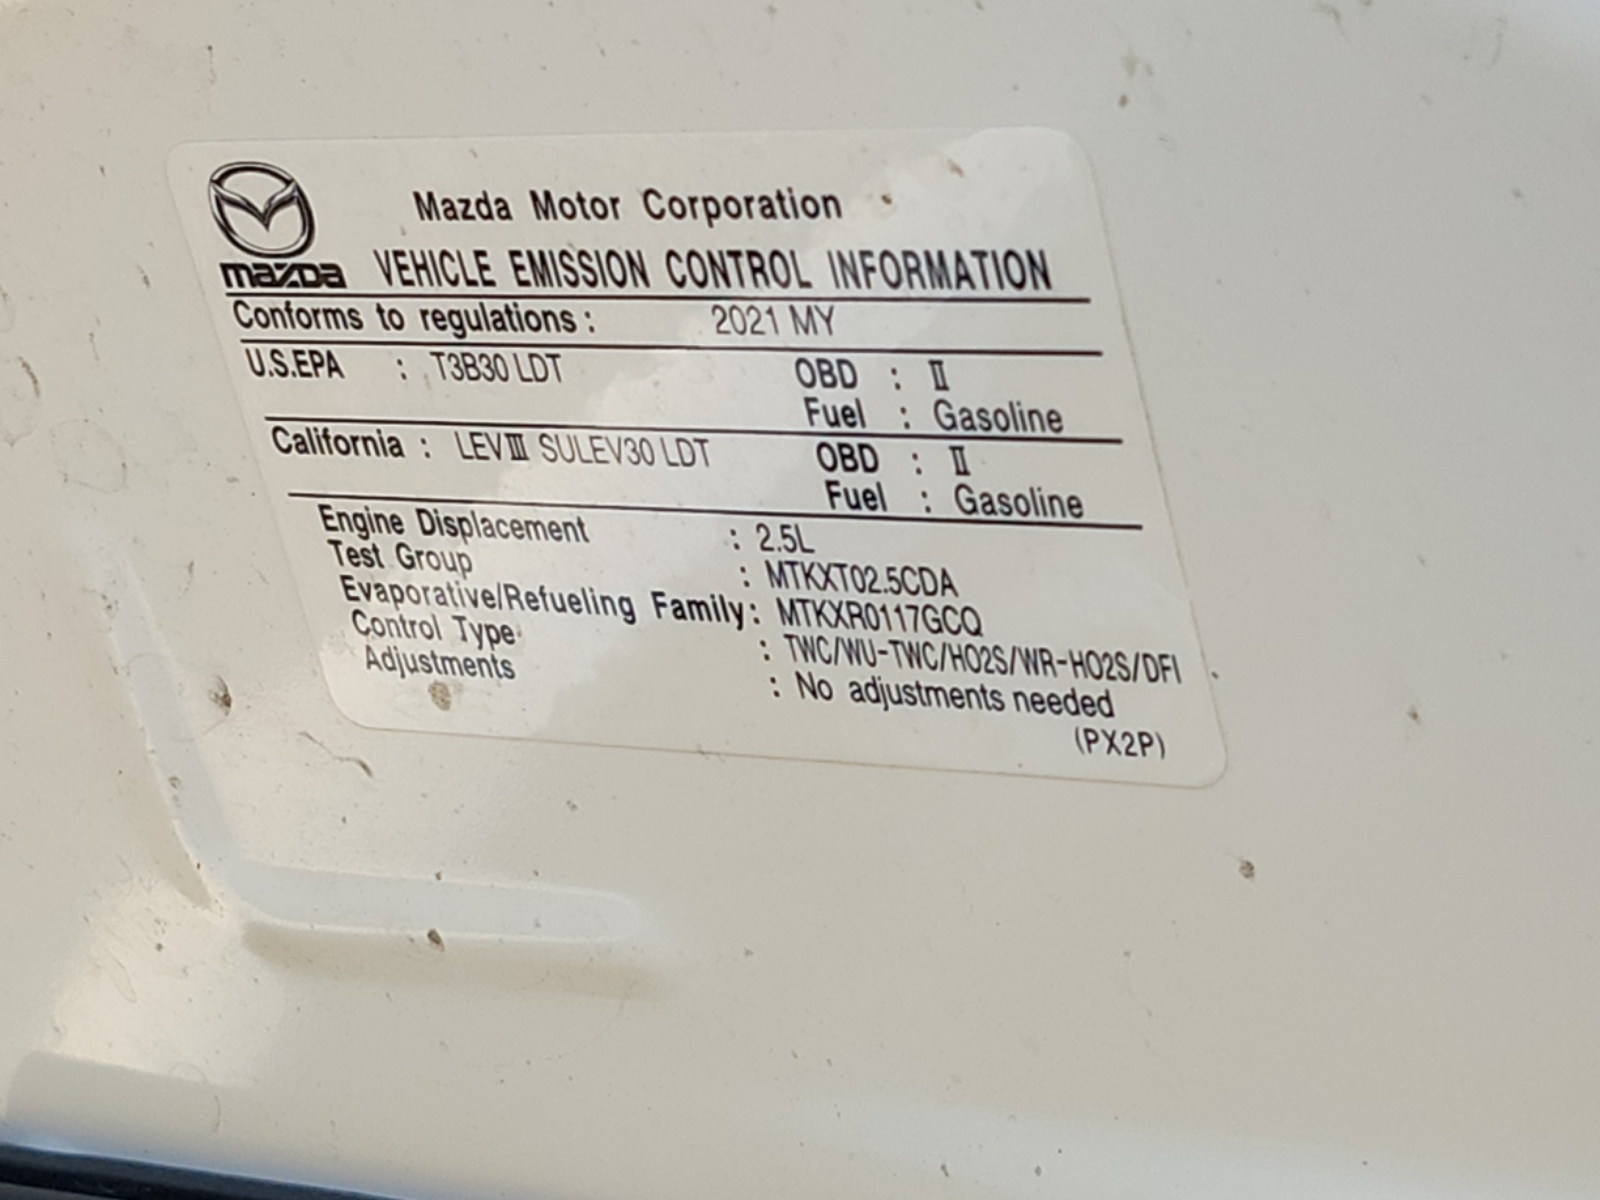 Mazda Motor Corporation
mazda VEHICLE EMISSION CONTROL INFORMATION
Conforms to regulations : 2021 MY
U.S.EPA : T3B30 LDT OBD : II
Fuel : Gasoline
California : LEVIII SULEV30 LDT OBD : II
Fuel : Gasoline
Engine Displacement : 2.5L
Test Group : MTKXT02.5CDA
Evaporative/Refueling Family : MTKXR0117GCQ
Control Type : TWC/WU-TWC/HO2S/WR-HO2S/DFI
Adjustments : No adjustments needed
(PX2P)